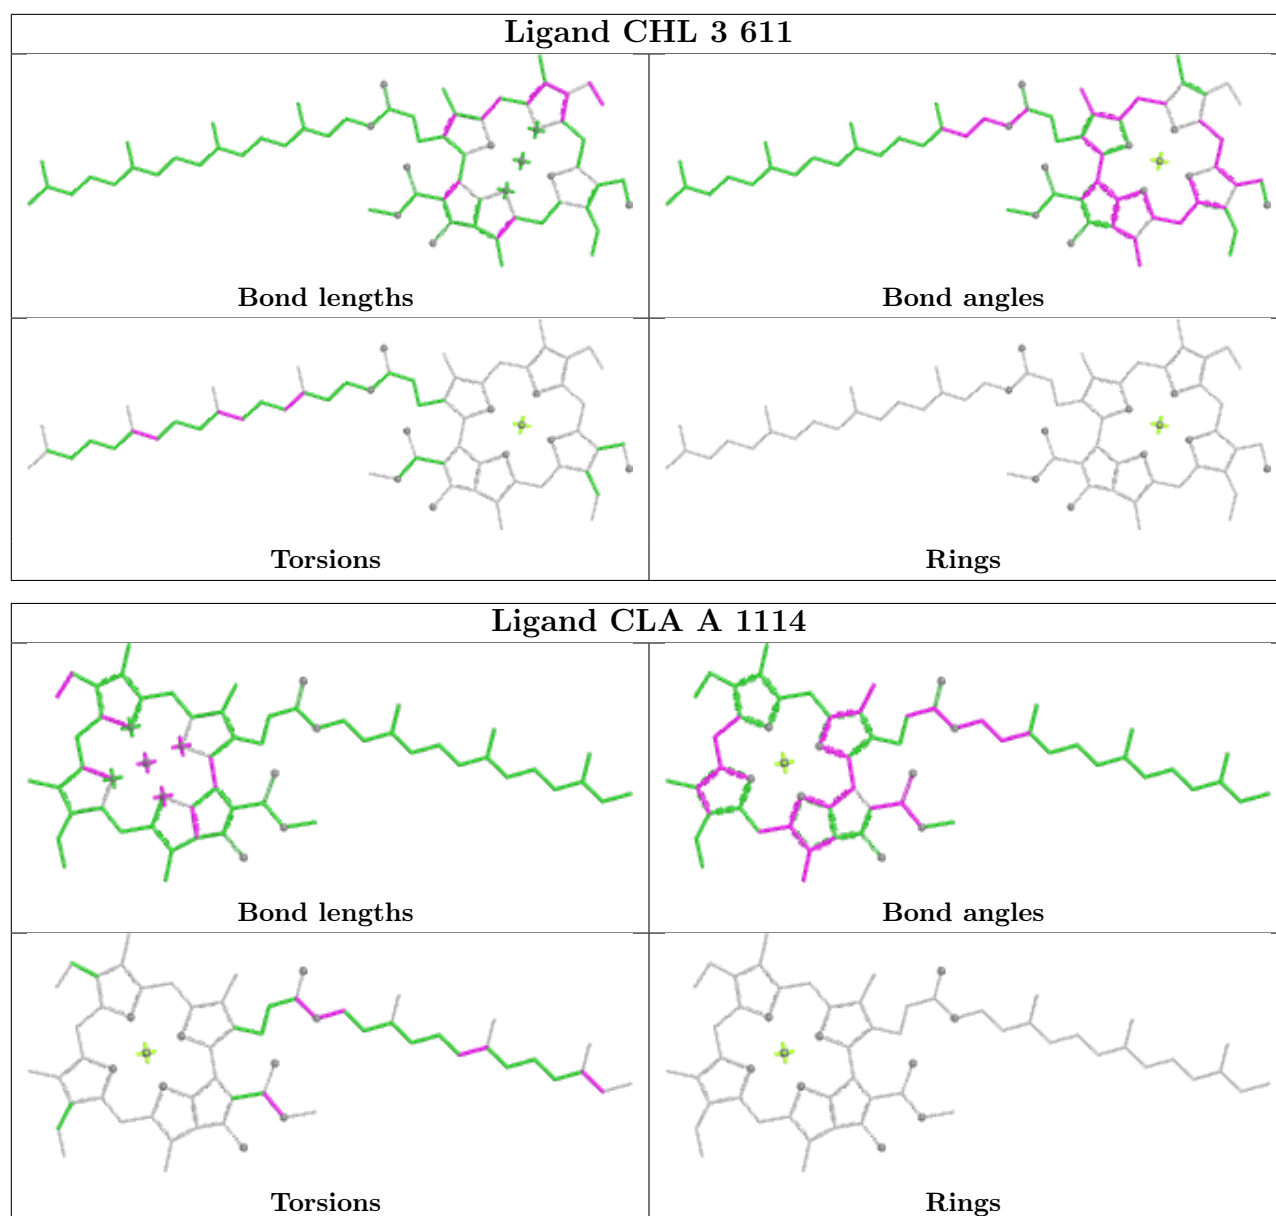 Ligand CHL 3 611
Bond lengths
Bond angles
Torsions
Rings
Ligand CLA A 1114
Bond lengths
Bond angles
Torsions
Rings